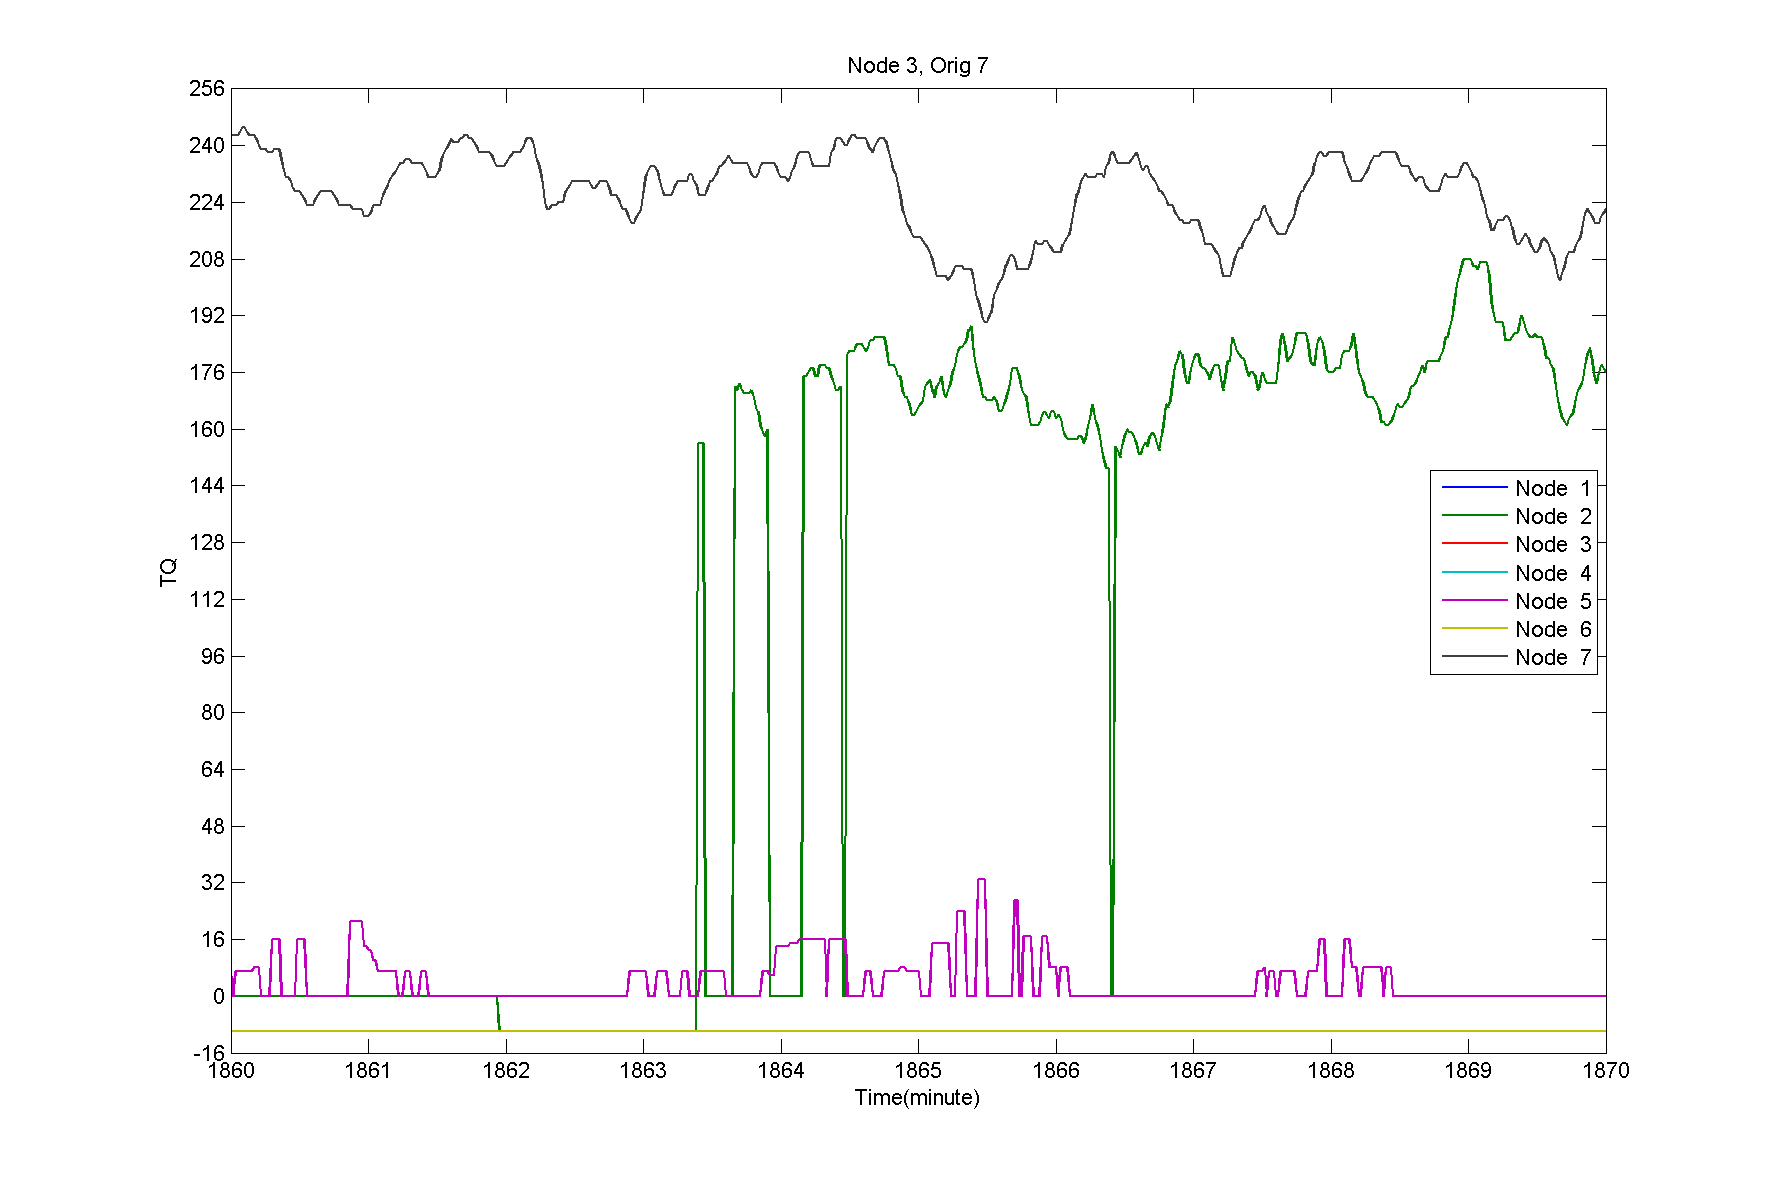 Node 3, Orig 7
256
240
224
208
192
176
160
144
128
112
96
80
64
48
32
16
0
-16
TQ
Node 1
Node 2
Node 3
Node 4
Node 5
Node 6
Node 7
1860 1861 1862 1863 1864 1865 1866 1867 1868 1869 1870
Time(minute)